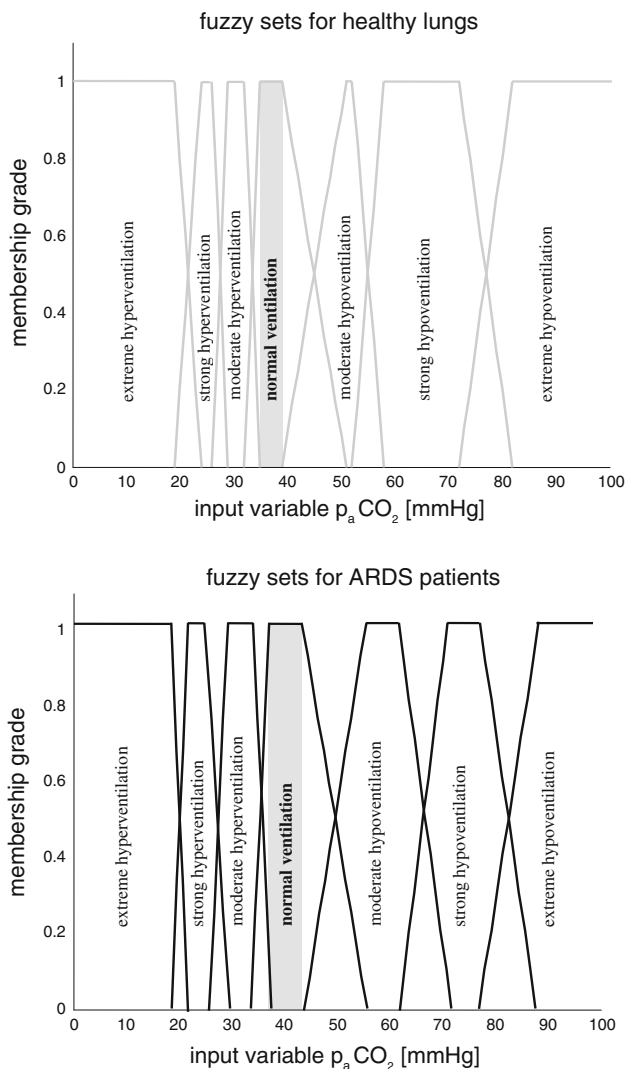 fuzzy sets for healthy lungs
membership grade
1
0.8
0.6
0.4
0.2
0
extreme hyperventilation
strong hyperventilation
moderate hyperventilation
normal ventilation
moderate hypoventilation
strong hypoventilation
extreme hypoventilation
0 10 20 30 40 50 60 70 80 90 100
input variable pₐCO₂ [mmHg]
fuzzy sets for ARDS patients
membership grade
1
0.8
0.6
0.4
0.2
0
extreme hyperventilation
strong hyperventilation
moderate hyperventilation
normal ventilation
moderate hypoventilation
strong hypoventilation
extreme hypoventilation
0 10 20 30 40 50 60 70 80 90 100
input variable pₐCO₂ [mmHg]